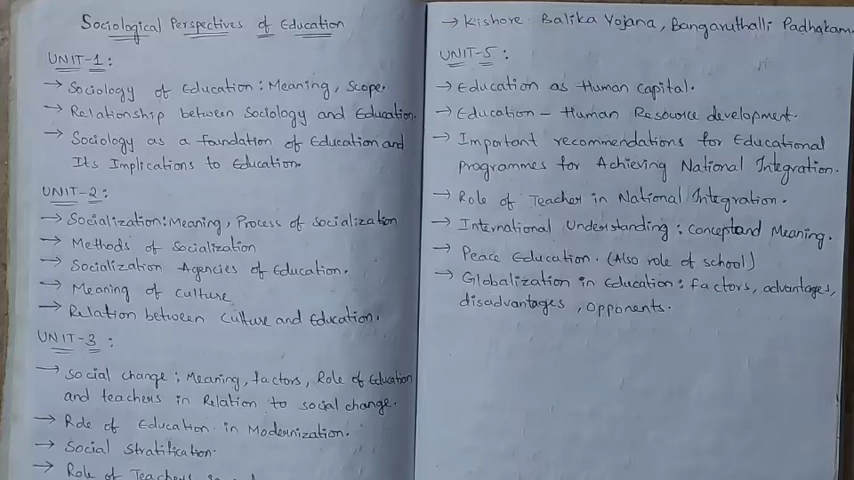 Sociological Perspectives of Education
UNIT-1:
→ Sociology of Education: Meaning, Scope.
→ Relationship between Sociology and Education.
→ Sociology as a foundation of Education and
Its Implications to Education.
UNIT-2:
→ Socialization: Meaning, Process of Socialization
→ Methods of Socialization
→ Socialization Agencies of Education.
→ Meaning of Culture
→ Relation between Culture and Education.
UNIT-3:
→ Social change: Meaning, factors, Role of Education
and teachers in Relation to social change.
→ Role of Education in Modernization.
→ Social Stratification.
→ Role of Teachers
→ Kishore Balika Yojana, Bangaruthalli Padhakam
UNIT-5:
→ Education as Human capital.
→ Education - Human Resource development.
→ Important recommendations for Educational
Programmes for Achieving National Integration.
→ Role of Teacher in National Integration.
→ International Understanding: Concept and Meaning.
→ Peace Education. (Also role of school)
→ Globalization in Education: factors, advantages,
disadvantages, opponents.